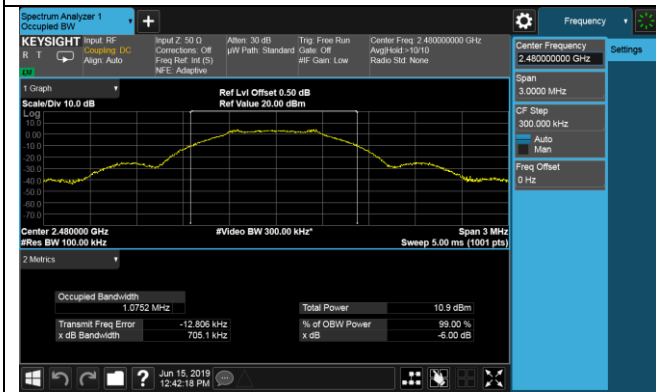 Spectrum Analyzer 1
Occupied BW
+
Frequency
KEYSIGHT
R T
Input: RF
Coupling: DC
Align: Auto
Input Z: 50 Ω
Corrections: Off
Freq Ref: Int (S)
NFE: Adaptive
Atten: 30 dB
µW Path: Standard
Trig: Free Run
Gate: Off
#IF Gain: Low
Center Freq: 2.480000000 GHz
Avg|Hold:>10/10
Radio Std: None
Center Frequency
2.480000000 GHz
Settings
Span
3.0000 MHz
CF Step
300.000 kHz
Auto
Man
Freq Offset
0 Hz
1 Graph
Scale/Div 10.0 dB
Ref Lvl Offset 0.50 dB
Ref Value 20.00 dBm
Log
10.0
0.00
-10.0
-20.0
-30.0
-40.0
-50.0
-60.0
-70.0
Center 2.480000 GHz
#Res BW 100.00 kHz
#Video BW 300.00 kHz*
Span 3 MHz
Sweep 5.00 ms (1001 pts)
2 Metrics
Occupied Bandwidth
1.0752 MHz
Total Power 10.9 dBm
Transmit Freq Error -12.806 kHz
% of OBW Power 99.00 %
x dB Bandwidth 705.1 kHz
x dB -6.00 dB
?
Jun 15, 2019
12:42:18 PM